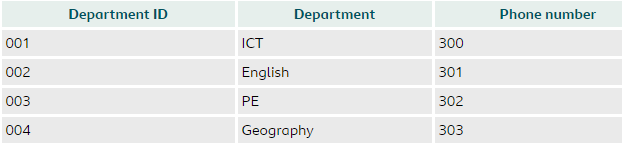 Department ID Department Phone number
001 ICT 300
002 English 301
003 PE 302
004 Geography 303